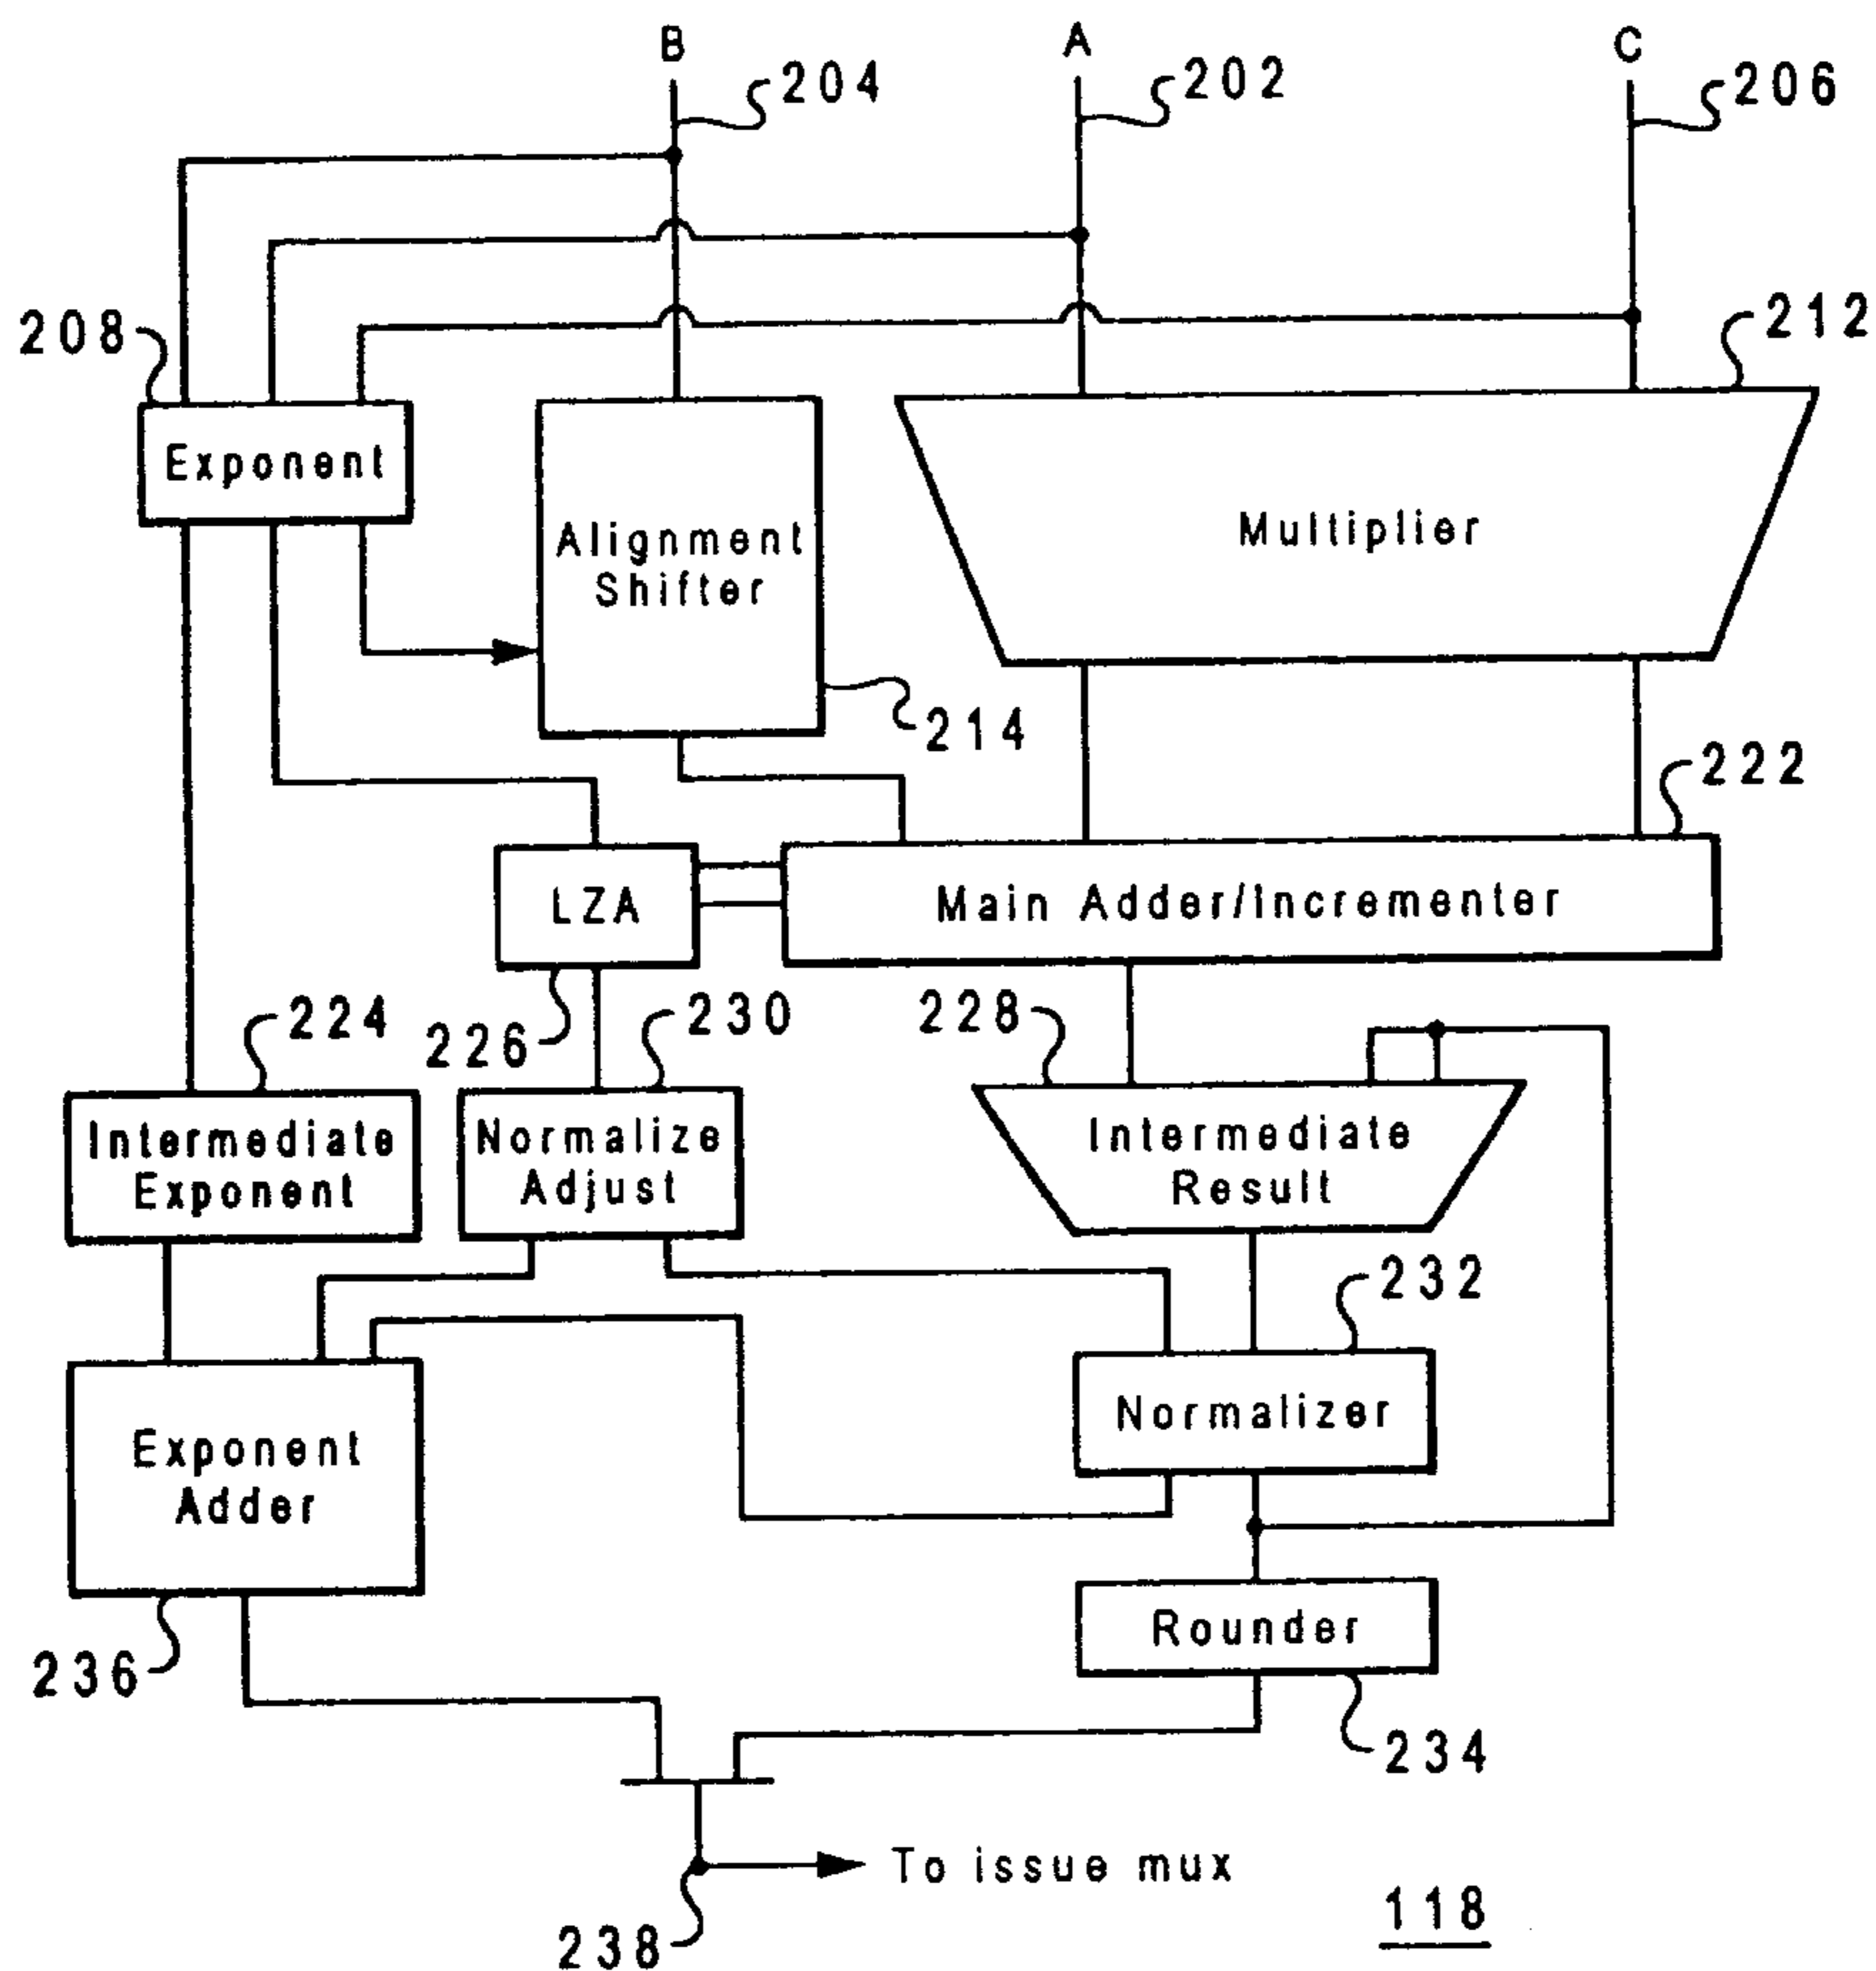 B
A
C
204
202
206
208
212
Exponent
Alignment
Shifter
Multiplier
214
222
LZA
Main Adder/Incrementer
224
226
230
228
Intermediate
Exponent
Normalize
Adjust
Intermediate
Result
232
Exponent
Adder
Normalizer
Rounder
236
234
To issue mux
238
118